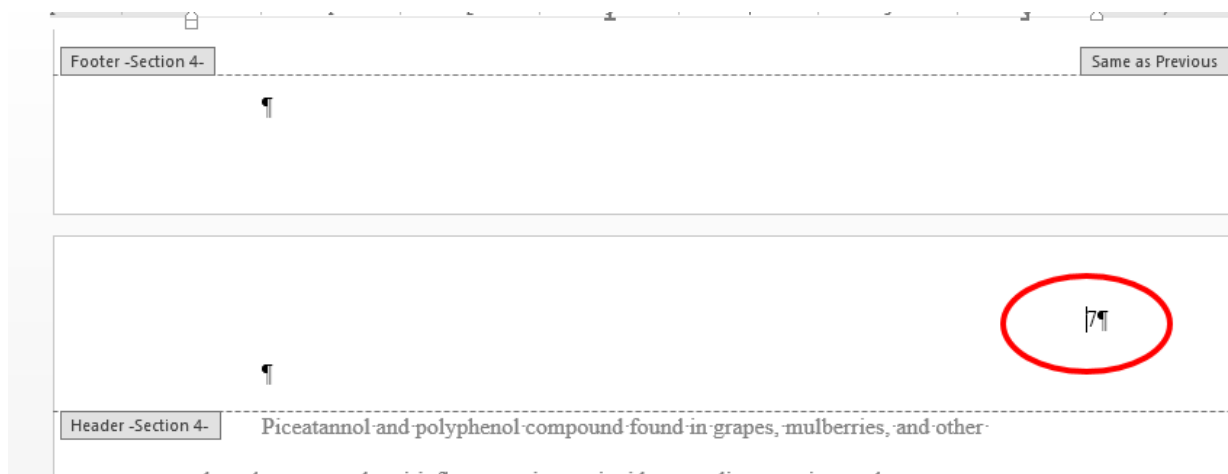 Footer -Section 4-
Same as Previous
¶
7¶
¶
Header -Section 4-
Piceatannol·and·polyphenol·compound·found·in·grapes,·mulberries,·and·other·